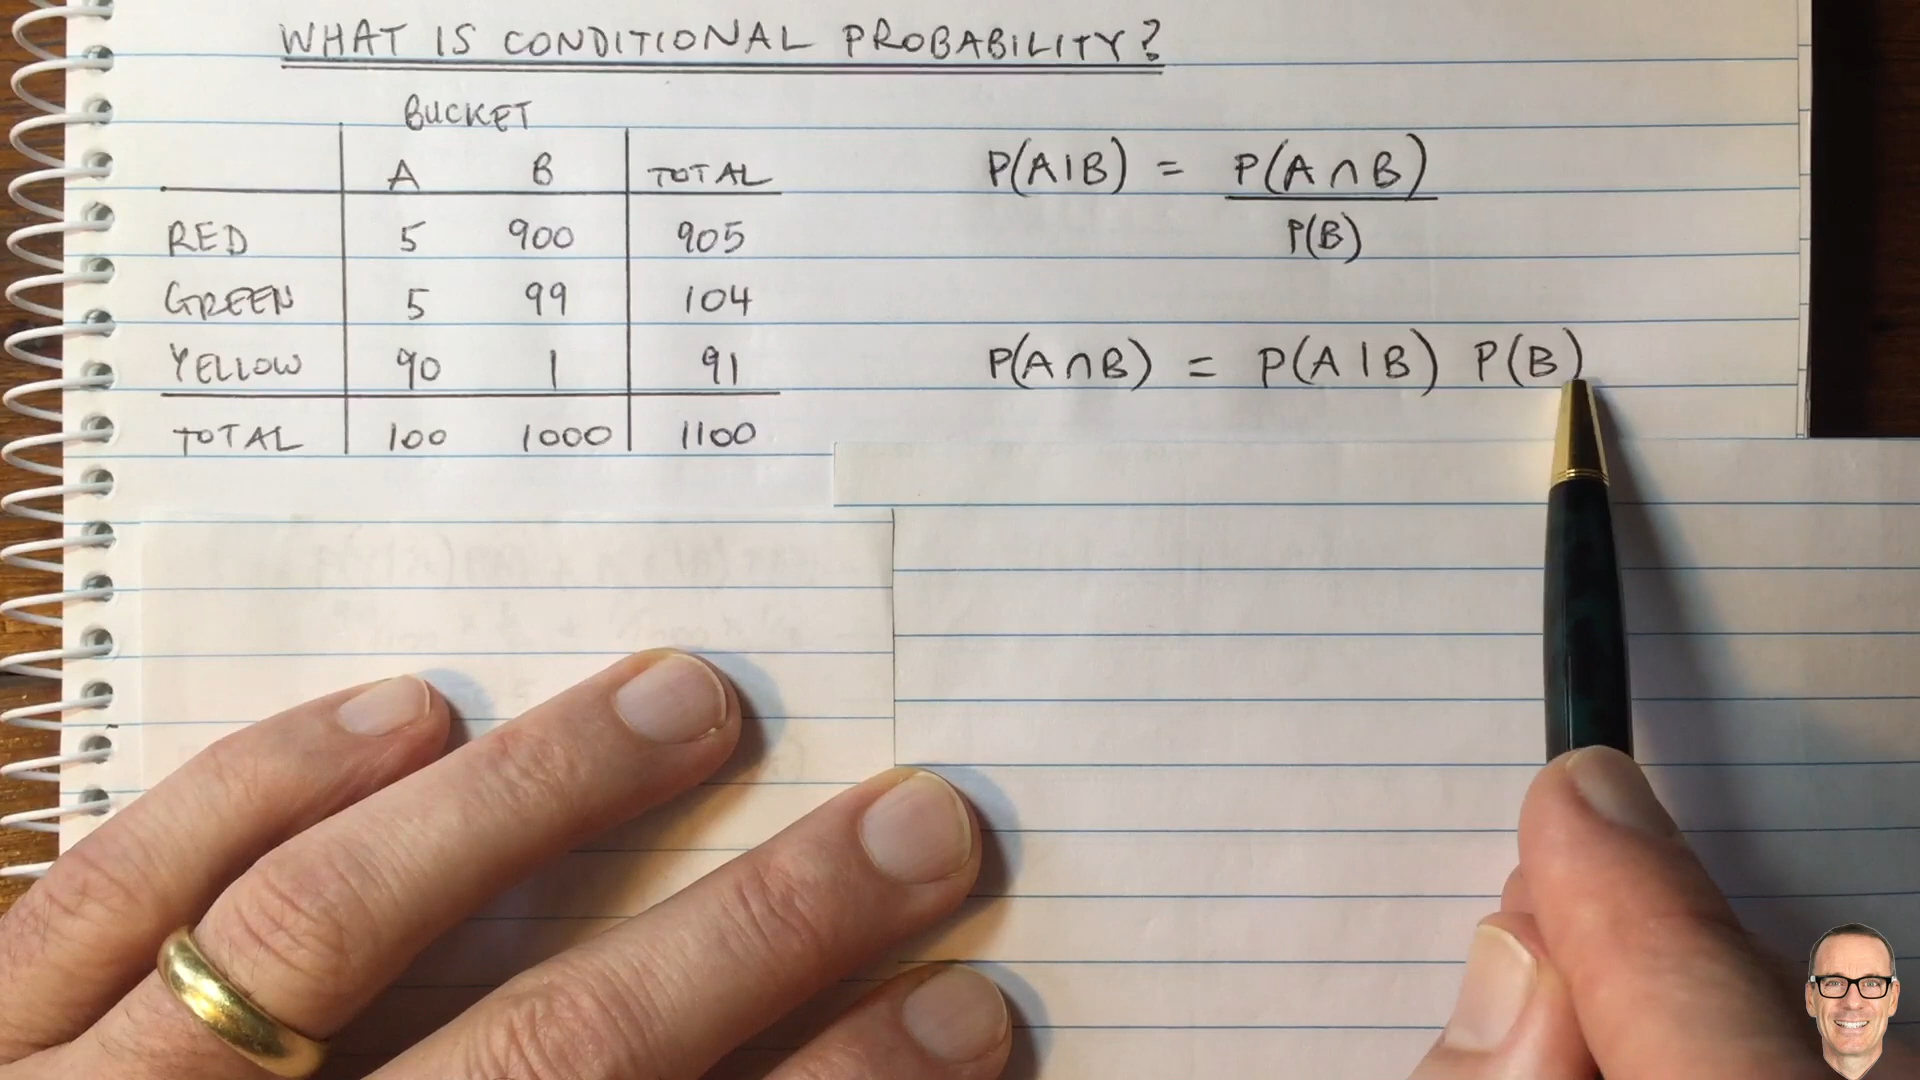 WHAT IS CONDITIONAL PROBABILITY?
BUCKET
A B TOTAL
RED 5 900 905
GREEN 5 99 104
YELLOW 90 1 91
TOTAL 100 1000 1100
P(A|B) = P(A ∩ B)
P(B)
P(A∩B) = P(A|B) P(B)